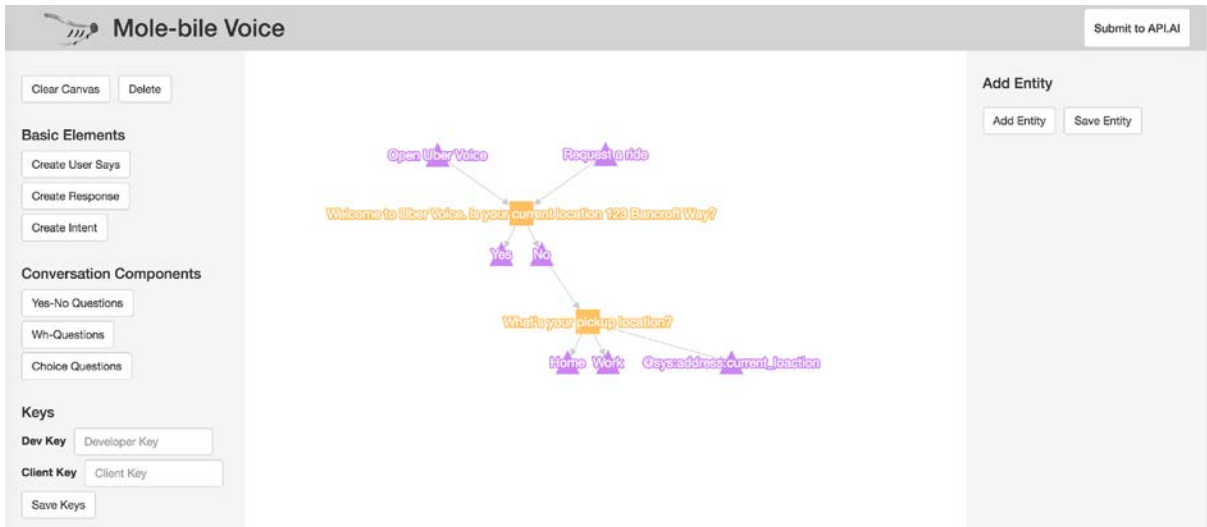 Mole-bile Voice
Submit to API.AI
Clear Canvas Delete
Basic Elements
Create User Says
Create Response
Create Intent
Conversation Components
Yes-No Questions
Wh-Questions
Choice Questions
Keys
Dev Key Developer Key
Client Key Client Key
Save Keys
Open Uber Voice Request a ride
Welcome to Uber Voice. Is your current location 123 Bancroft Way?
Yes No
What's your pickup location?
Home Work @sys:address:current_loaction
Add Entity
Add Entity Save Entity